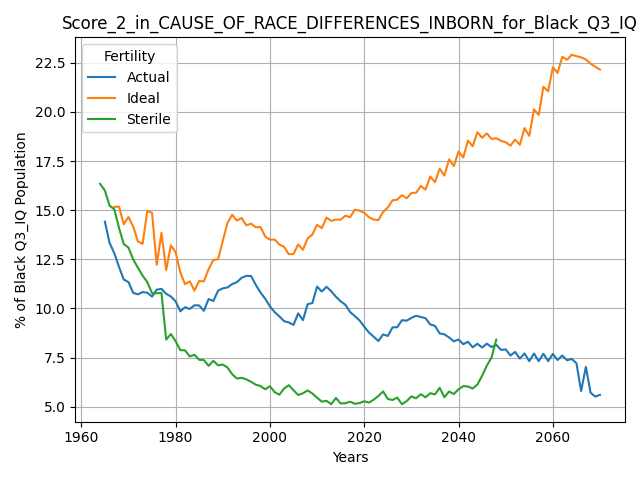 Score_2_in_CAUSE_OF_RACE_DIFFERENCES_INBORN_for_Black_Q3_IQ
Fertility
Actual
Ideal
Sterile
% of Black Q3_IQ Population
22.5
20.0
17.5
15.0
12.5
10.0
7.5
5.0
1960 1980 2000 2020 2040 2060
Years